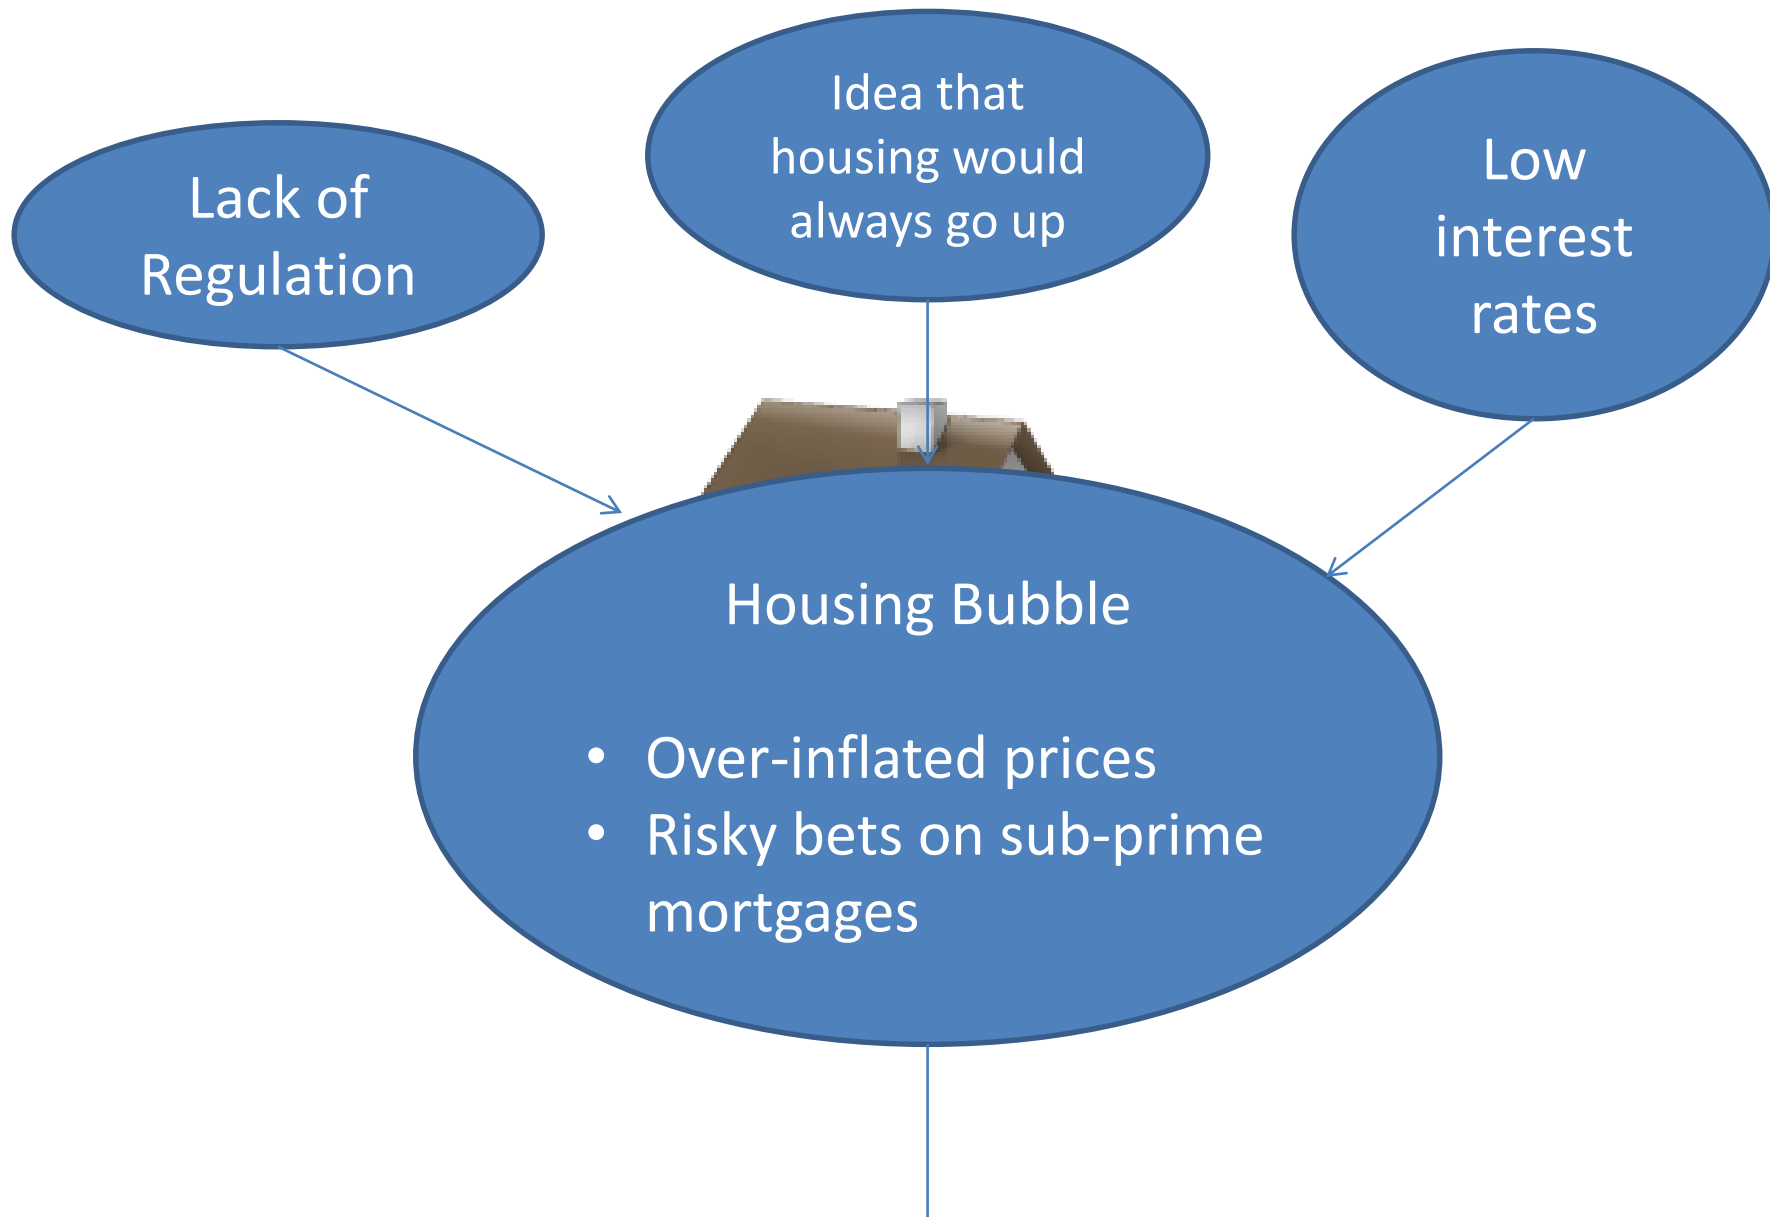 Idea that
housing would
always go up
Lack of
Regulation
Low
interest
rates
Housing Bubble
• Over-inflated prices
• Risky bets on sub-prime
mortgages